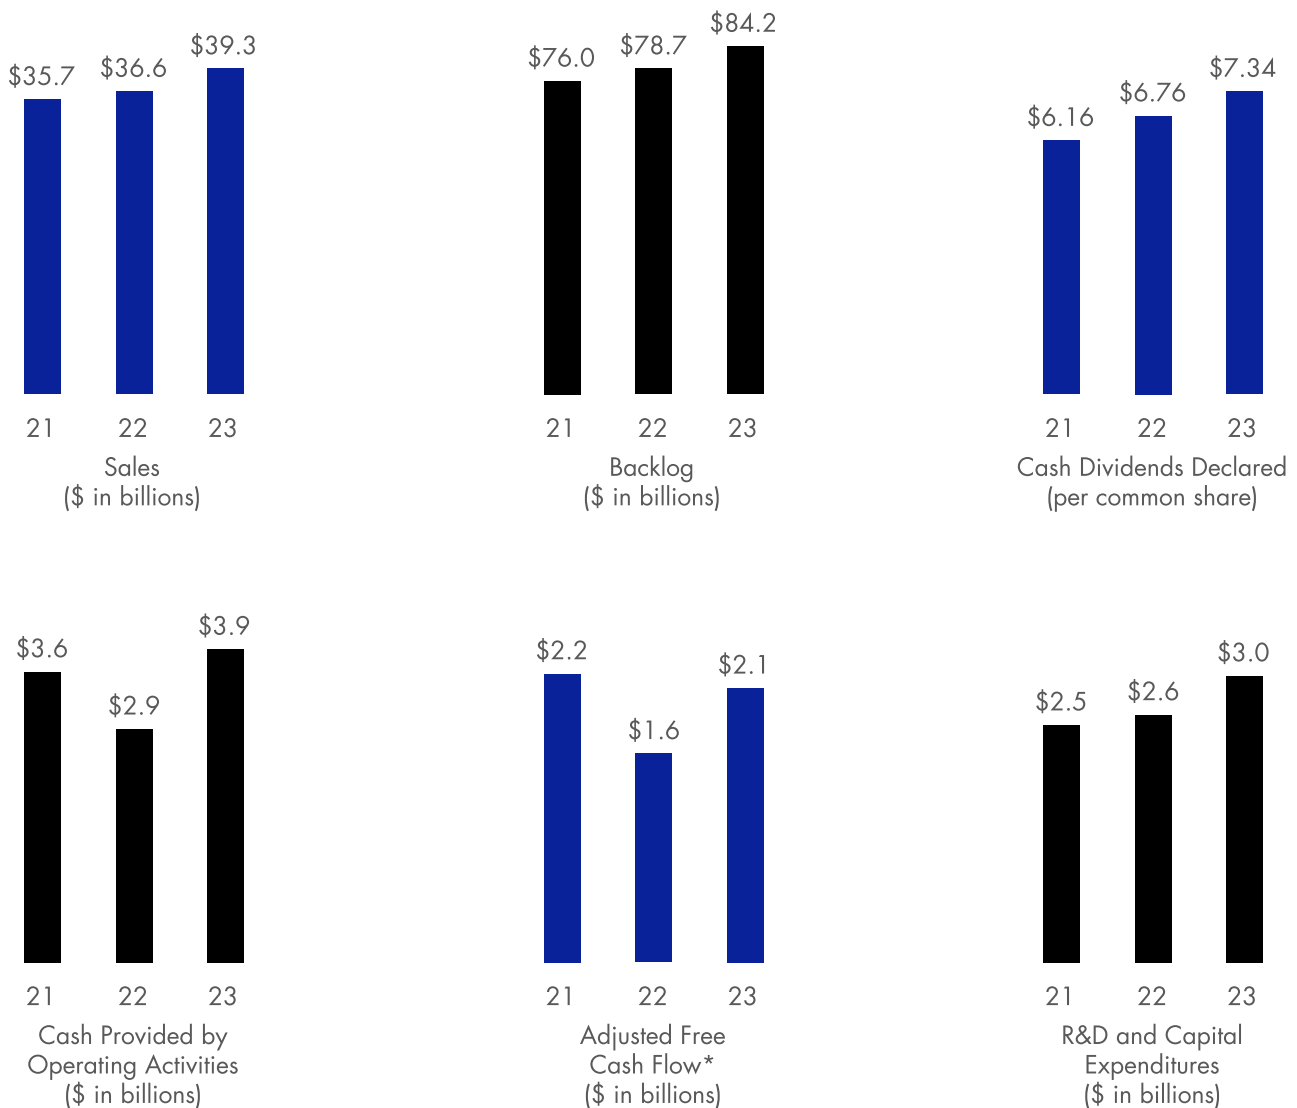 $35.7 $36.6 $39.3
21 22 23
Sales
($ in billions)
$76.0 $78.7 $84.2
21 22 23
Backlog
($ in billions)
$6.16 $6.76 $7.34
21 22 23
Cash Dividends Declared
(per common share)
$3.6 $2.9 $3.9
21 22 23
Cash Provided by
Operating Activities
($ in billions)
$2.2 $1.6 $2.1
21 22 23
Adjusted Free
Cash Flow*
($ in billions)
$2.5 $2.6 $3.0
21 22 23
R&D and Capital
Expenditures
($ in billions)